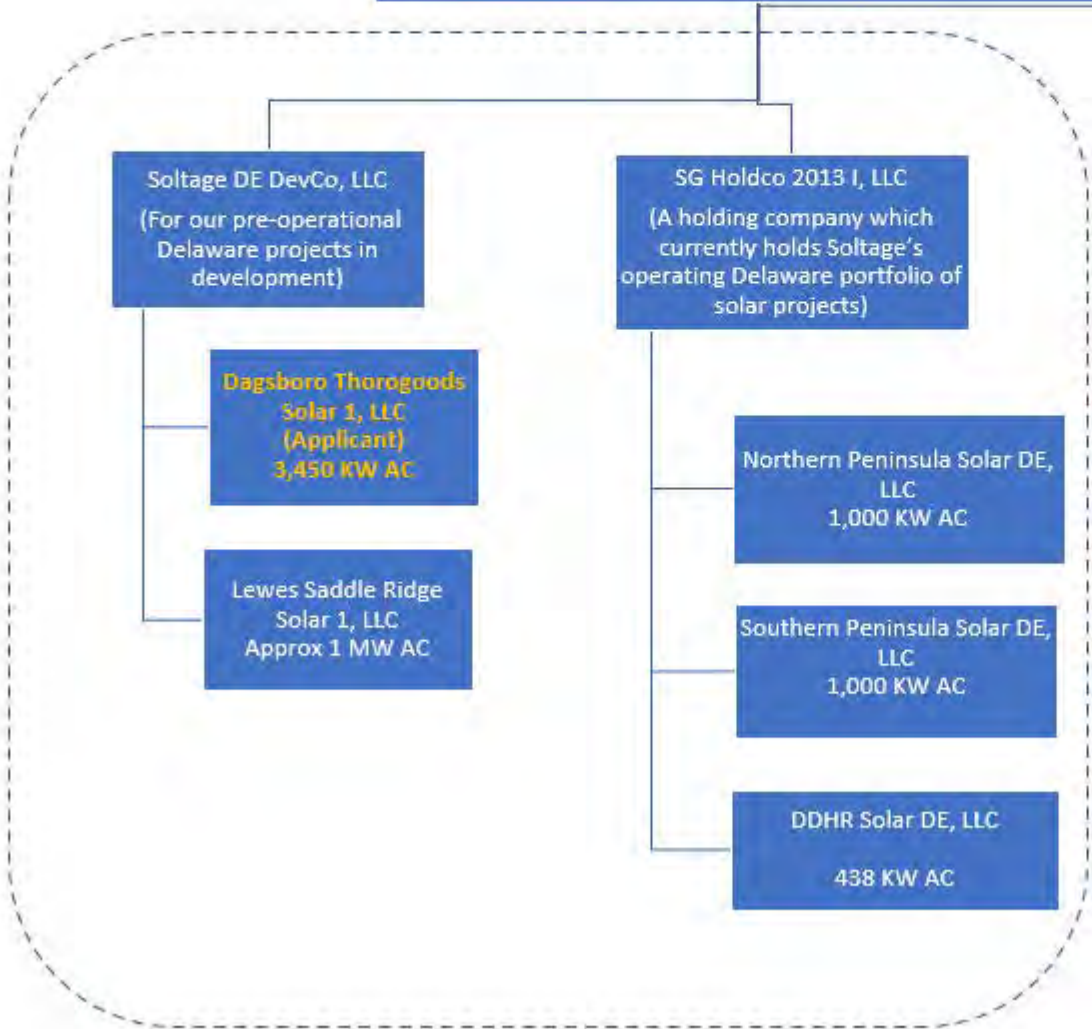 Soltage DE DevCo, LLC
(For our pre-operational
Delaware projects in
development)
Dagsboro Thorogoods
Solar 1, LLC
(Applicant)
3,450 KW AC
Lewes Saddle Ridge
Solar 1, LLC
Approx 1 MW AC
SG Holdco 2013 I, LLC
(A holding company which
currently holds Soltage's
operating Delaware portfolio of
solar projects)
Northern Peninsula Solar DE,
LLC
1,000 KW AC
Southern Peninsula Solar DE,
LLC
1,000 KW AC
DDHR Solar DE, LLC
438 KW AC